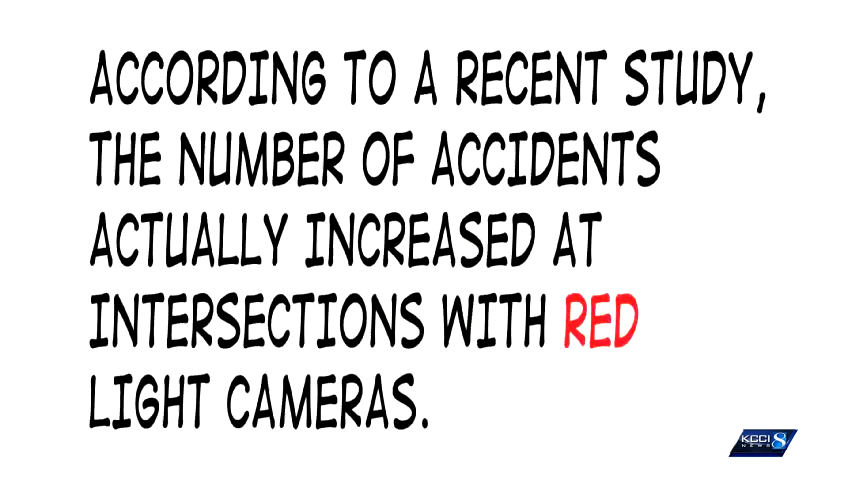 ACCORDING TO A RECENT STUDY,
THE NUMBER OF ACCIDENTS
ACTUALLY INCREASED AT
INTERSECTIONS WITH RED
LIGHT CAMERAS.
KCCI 8
NEWS